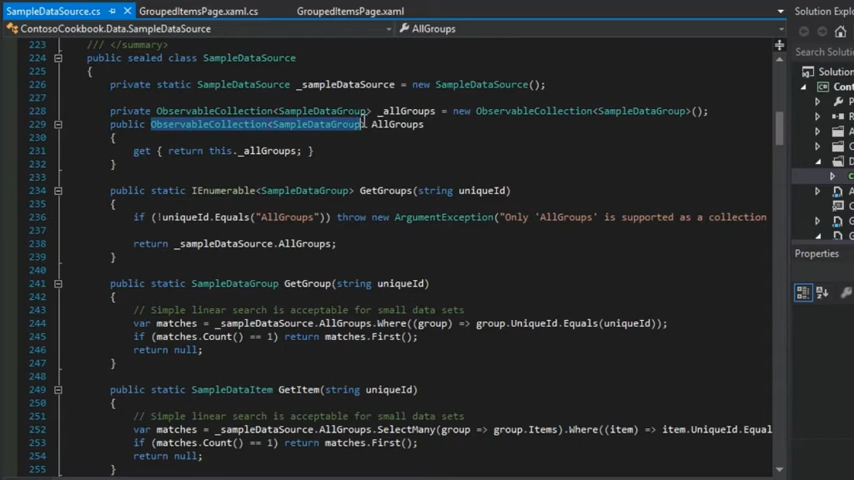 SampleDataSource.cs
GroupedItemsPage.xaml.cs
GroupedItemsPage.xaml
Solution Explo
ContosoCookbook.Data.SampleDataSource
AllGroups
Search Solution
Solution
Cont
223 /// </summary>
224 public sealed class SampleDataSource
225 {
226 private static SampleDataSource _sampleDataSource = new SampleDataSource();
227
228 private ObservableCollection<SampleDataGroup> _allGroups = new ObservableCollection<SampleDataGroup>();
229 public ObservableCollection<SampleDataGroup> AllGroups
230 {
231 get { return this._allGroups; }
232 }
233
234 public static IEnumerable<SampleDataGroup> GetGroups(string uniqueId)
235 {
236 if (!uniqueId.Equals("AllGroups")) throw new ArgumentException("Only 'AllGroups' is supported as a collection
237
238 return _sampleDataSource.AllGroups;
239 }
240
241 public static SampleDataGroup GetGroup(string uniqueId)
242 {
243 // Simple linear search is acceptable for small data sets
244 var matches = _sampleDataSource.AllGroups.Where((group) => group.UniqueId.Equals(uniqueId));
245 if (matches.Count() == 1) return matches.First();
246 return null;
247 }
248
249 public static SampleDataItem GetItem(string uniqueId)
250 {
251 // Simple linear search is acceptable for small data sets
252 var matches = _sampleDataSource.AllGroups.SelectMany(group => group.Items).Where((item) => item.UniqueId.Equal
253 if (matches.Count() == 1) return matches.First();
254 return null;
255 }
Properties